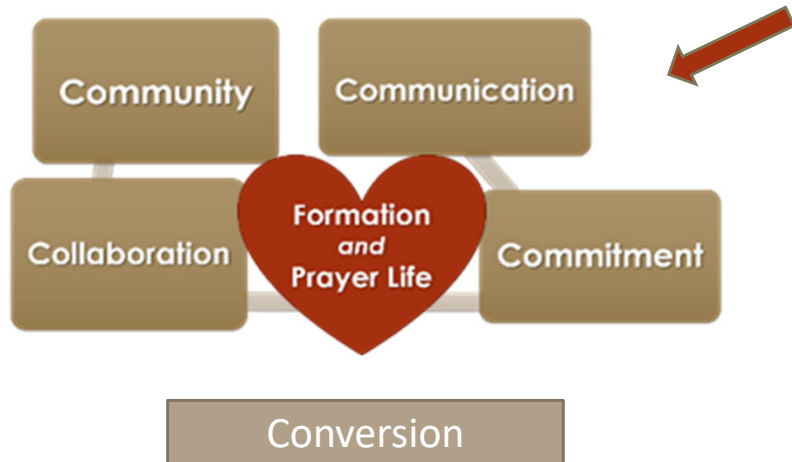 Community
Communication
Collaboration
Formation
and
Prayer Life
Commitment
Conversion